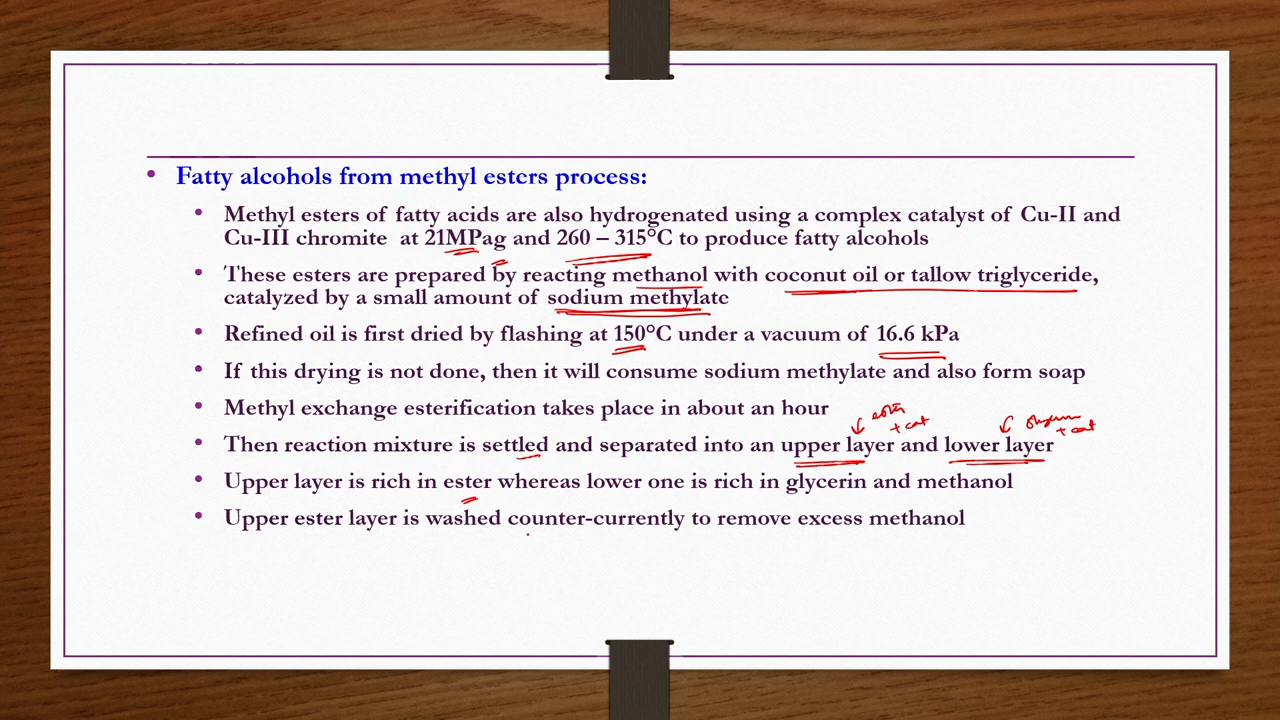 • Fatty alcohols from methyl esters process:
• Methyl esters of fatty acids are also hydrogenated using a complex catalyst of Cu-II and
Cu-III chromite at 21MPag and 260 – 315°C to produce fatty alcohols
• These esters are prepared by reacting methanol with coconut oil or tallow triglyceride,
catalyzed by a small amount of sodium methylate
• Refined oil is first dried by flashing at 150°C under a vacuum of 16.6 kPa
• If this drying is not done, then it will consume sodium methylate and also form soap
• Methyl exchange esterification takes place in about an hour
ester
+ cat
+ cat
• Then reaction mixture is settled and separated into an upper layer and lower layer
• Upper layer is rich in ester whereas lower one is rich in glycerin and methanol
• Upper ester layer is washed counter-currently to remove excess methanol